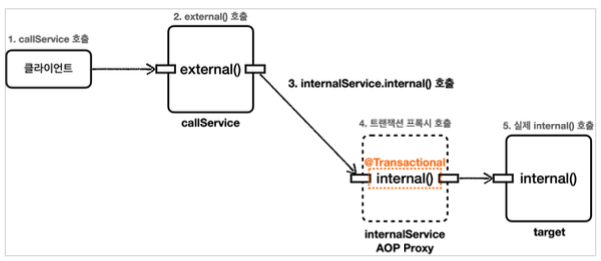 1. callService 호출
클라이언트
2. external() 호출
external()
callService
3. internalService.internal() 호출
4. 트랜잭션 프록시 호출
@Transactional
internal()
internalService
AOP Proxy
5. 실제 internal() 호출
internal()
target